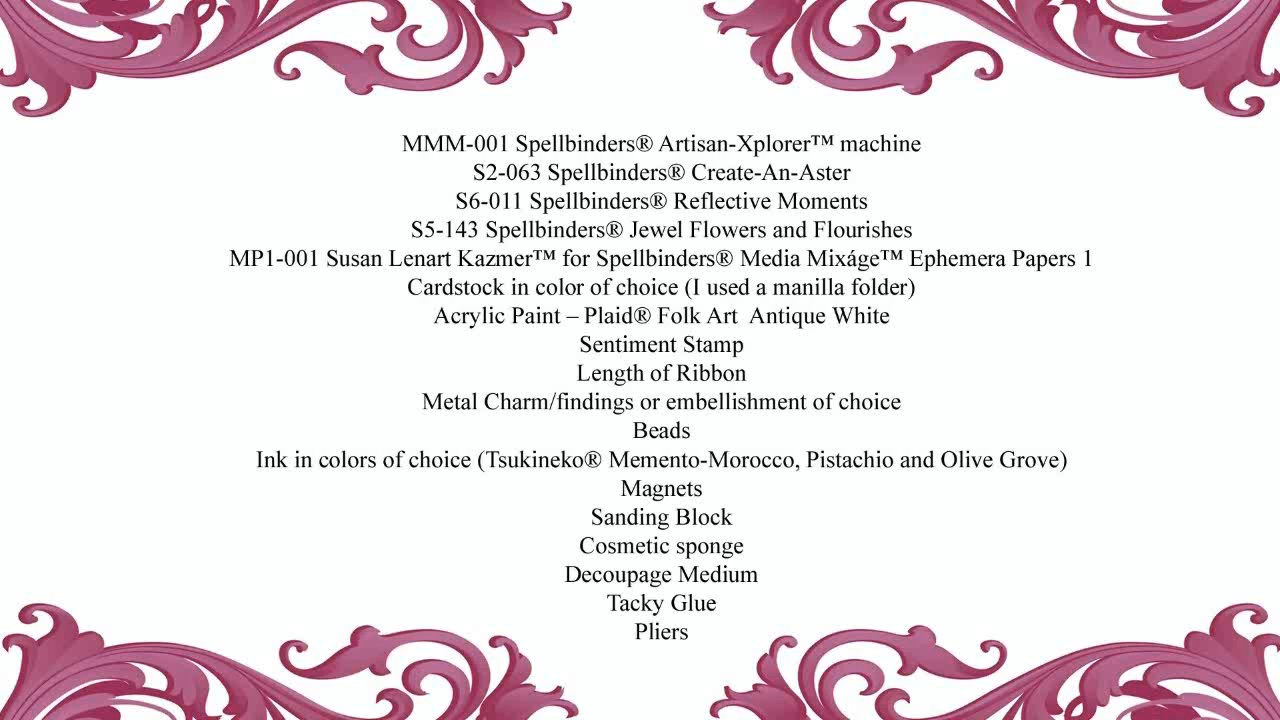 MMM-001 Spellbinders® Artisan-Xplorer™ machine
S2-063 Spellbinders® Create-An-Aster
S6-011 Spellbinders® Reflective Moments
S5-143 Spellbinders® Jewel Flowers and Flourishes
MP1-001 Susan Lenart Kazmer™ for Spellbinders® Media Mixáge™ Ephemera Papers 1
Cardstock in color of choice (I used a manilla folder)
Acrylic Paint – Plaid® Folk Art  Antique White
Sentiment Stamp
Length of Ribbon
Metal Charm/findings or embellishment of choice
Beads
Ink in colors of choice (Tsukineko® Memento-Morocco, Pistachio and Olive Grove)
Magnets
Sanding Block
Cosmetic sponge
Decoupage Medium
Tacky Glue
Pliers